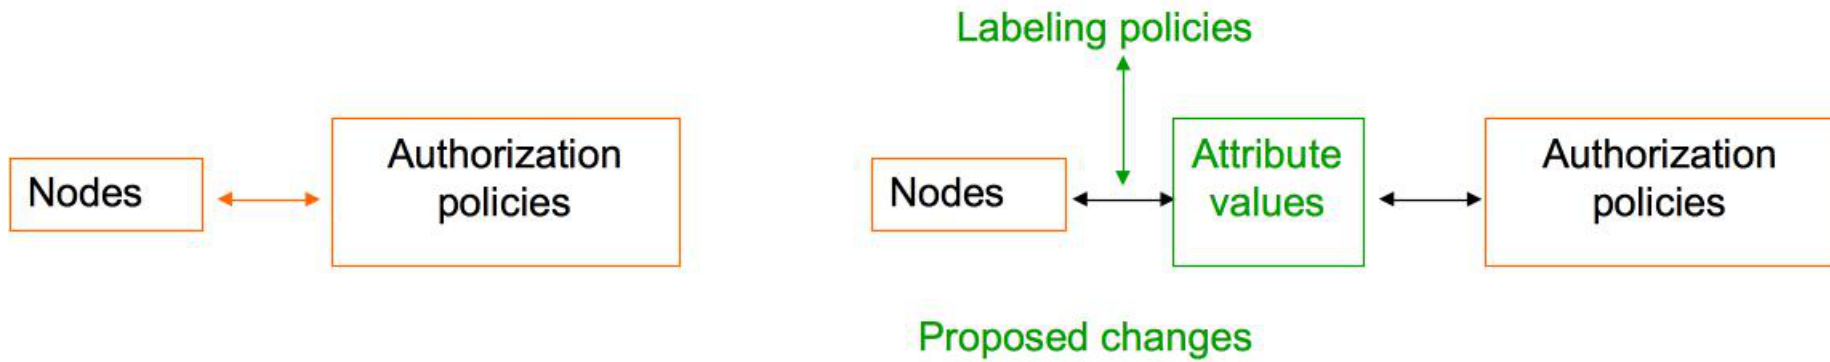 Nodes
Authorization
policies
Labeling policies
Nodes
Attribute
values
Authorization
policies
Proposed changes